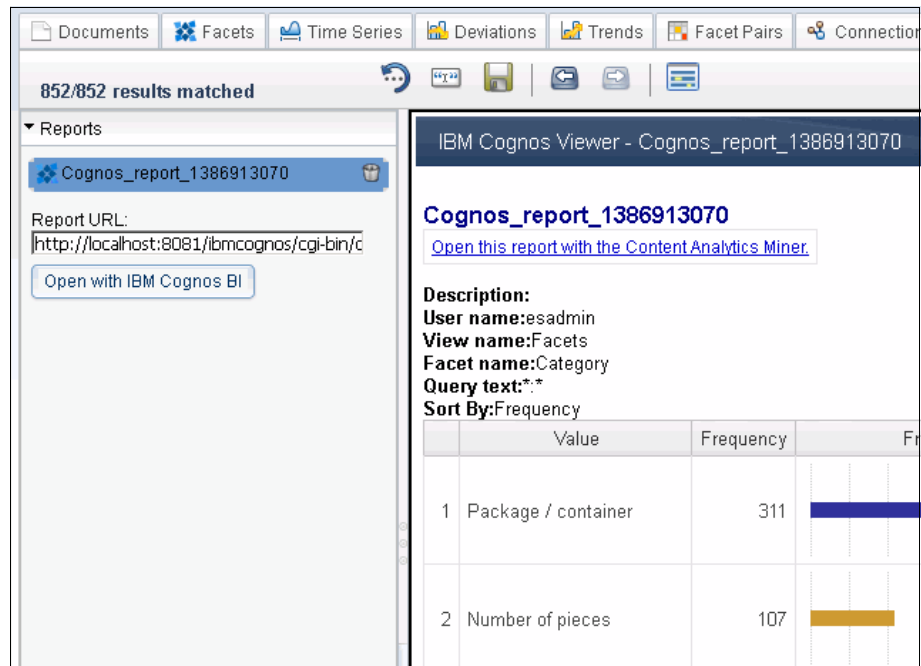 Documents Facets Time Series Deviations Trends Facet Pairs Connection
852/852 results matched
Reports
Cognos_report_1386913070
Report URL:
http://localhost:8081/ibmcognos/cgi-bin/c
Open with IBM Cognos BI
IBM Cognos Viewer - Cognos_report_1386913070
Cognos_report_1386913070
Open this report with the Content Analytics Miner.
Description:
User name:esadmin
View name:Facets
Facet name:Category
Query text:*:*
Sort By:Frequency
Value Frequency Fr
1 Package / container 311
2 Number of pieces 107